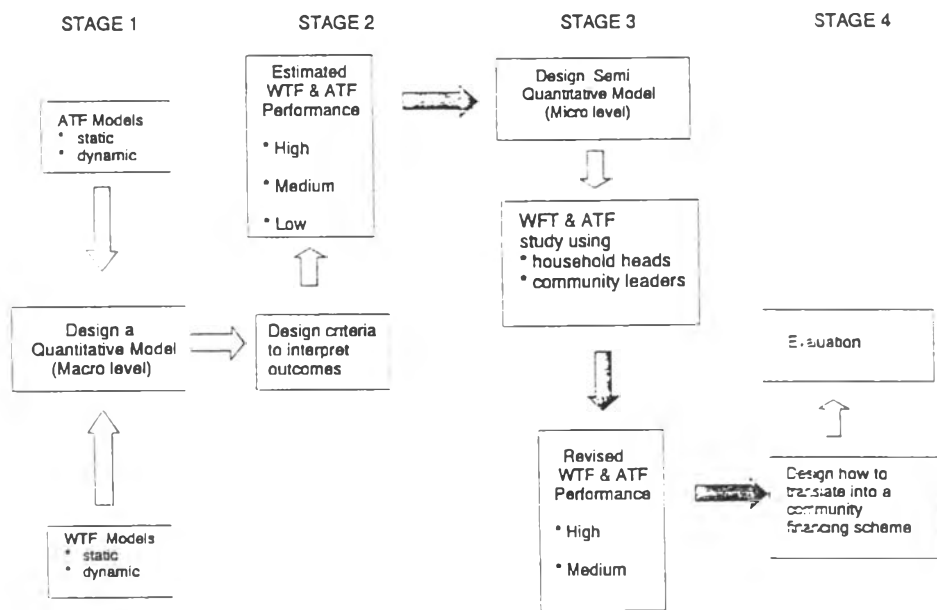 STAGE 1
STAGE 2
STAGE 3
STAGE 4
ATF Models
* static
* dynamic
Design a
Quantitative Model
(Macro level)
WTF Models
* static
* dynamic
Estimated
WTF & ATF
Performance
* High
* Medium
* Low
Design criteria
to interpret
outcomes
Design Semi
Quantitative Model
(Micro level)
WFT & ATF
study using
* household heads
* community leaders
Revised
WTF & ATF
Performance
* High
* Medium
Evaluation
Design how to
translate into a
community
financing scheme